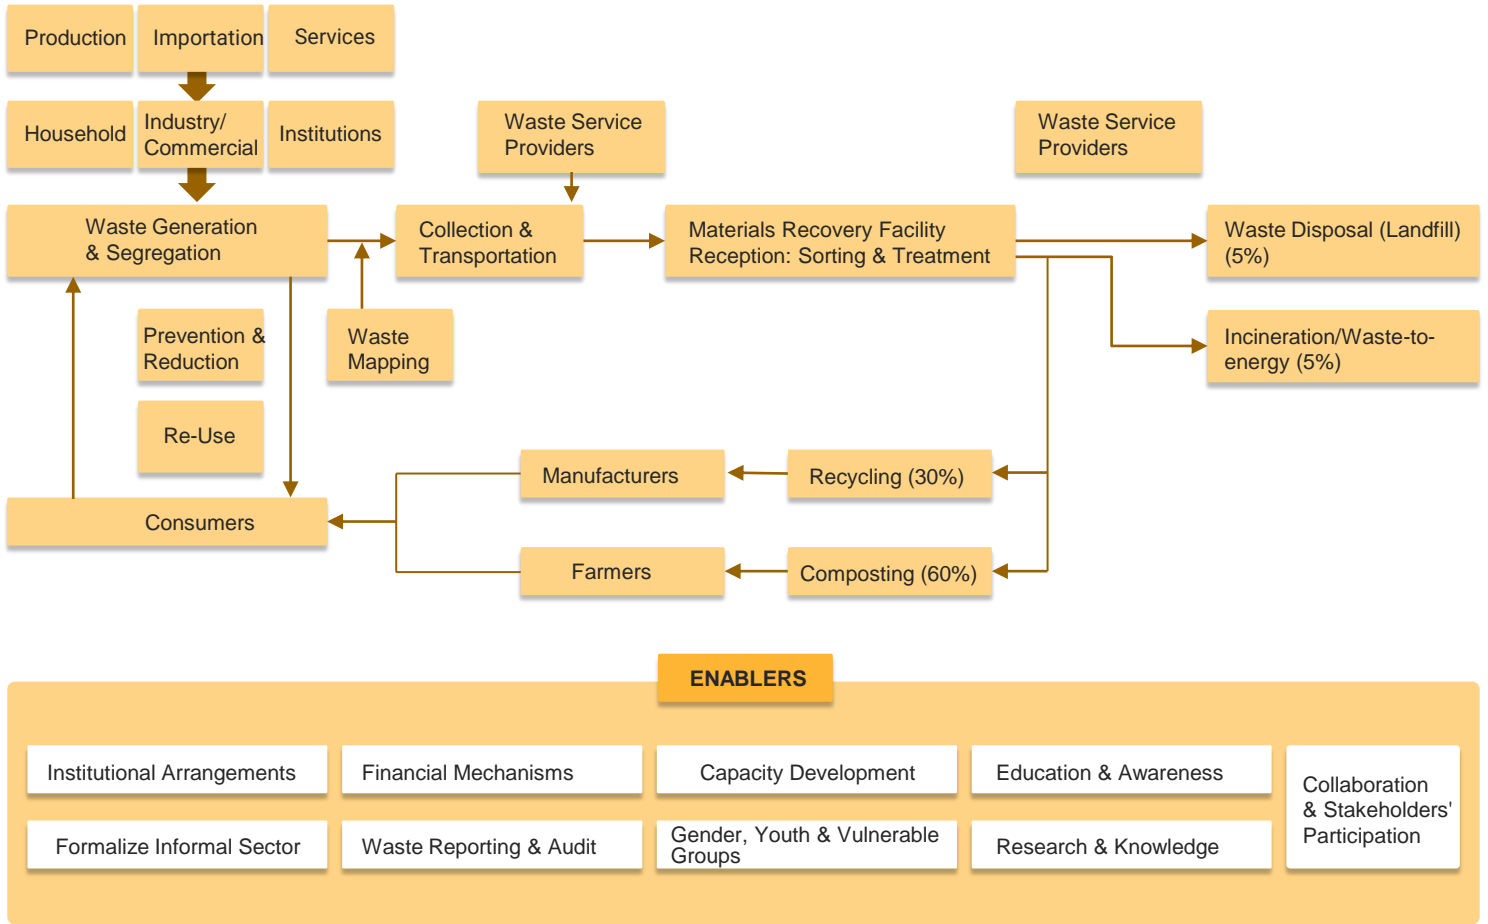 Production
Importation
Services
Household
Industry/
Commercial
Institutions
Waste Service
Providers
Waste Service
Providers
Waste Generation
& Segregation
Collection &
Transportation
Materials Recovery Facility
Reception: Sorting & Treatment
Waste Disposal (Landfill)
(5%)
Prevention &
Reduction
Waste
Mapping
Incineration/Waste-to-
energy (5%)
Re-Use
Manufacturers
Recycling (30%)
Consumers
Farmers
Composting (60%)
ENABLERS
Institutional Arrangements
Financial Mechanisms
Capacity Development
Education & Awareness
Collaboration
& Stakeholders'
Participation
Formalize Informal Sector
Waste Reporting & Audit
Gender, Youth & Vulnerable
Groups
Research & Knowledge